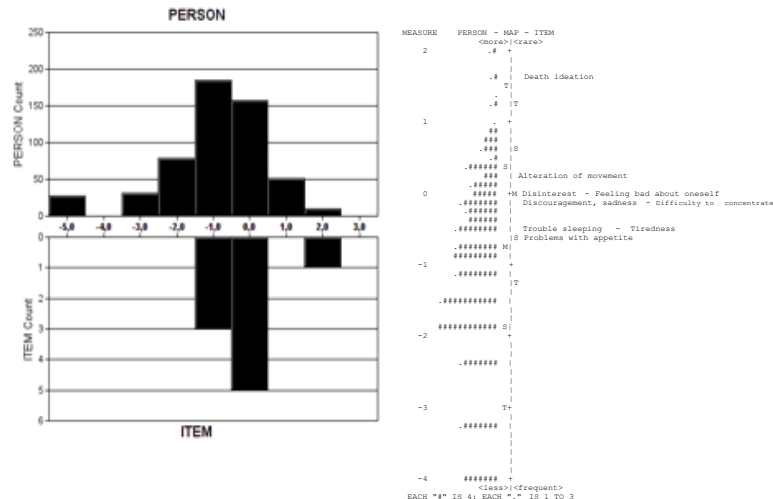 PERSON
250
200
150
100
50
0
PERSON Count
-5,0 -4,0 -3,0 -2,0 -1,0 0,0 1,0 2,0 3,0
0
1
2
3
4
5
6
ITEM Count
ITEM
MEASURE PERSON - MAP - ITEM
<more>|<rare>
2 .# +
|
|
.# | Death ideation
T|
. |
.# |T
|
1 . +
## |
### |
.### |S
.# |
.###### S|
### | Alteration of movement
.##### |
0 ##### +M Disinterest - Feeling bad about oneself
.####### | Discouragement, sadness - Difficulty to concentrate
.###### |
###### |
.######## | Trouble sleeping - Tiredness
|S Problems with appetite
.######## M|
######### |
-1 +
.######## |
|T
|
.########### |
|
|
############ S|
-2 +
|
|
|
.####### |
|
|
|
|
-3 T+
|
.####### |
|
|
|
|
|
|
-4 ####### +
<less>|<frequent>
EACH "#" IS 4: EACH "." IS 1 TO 3